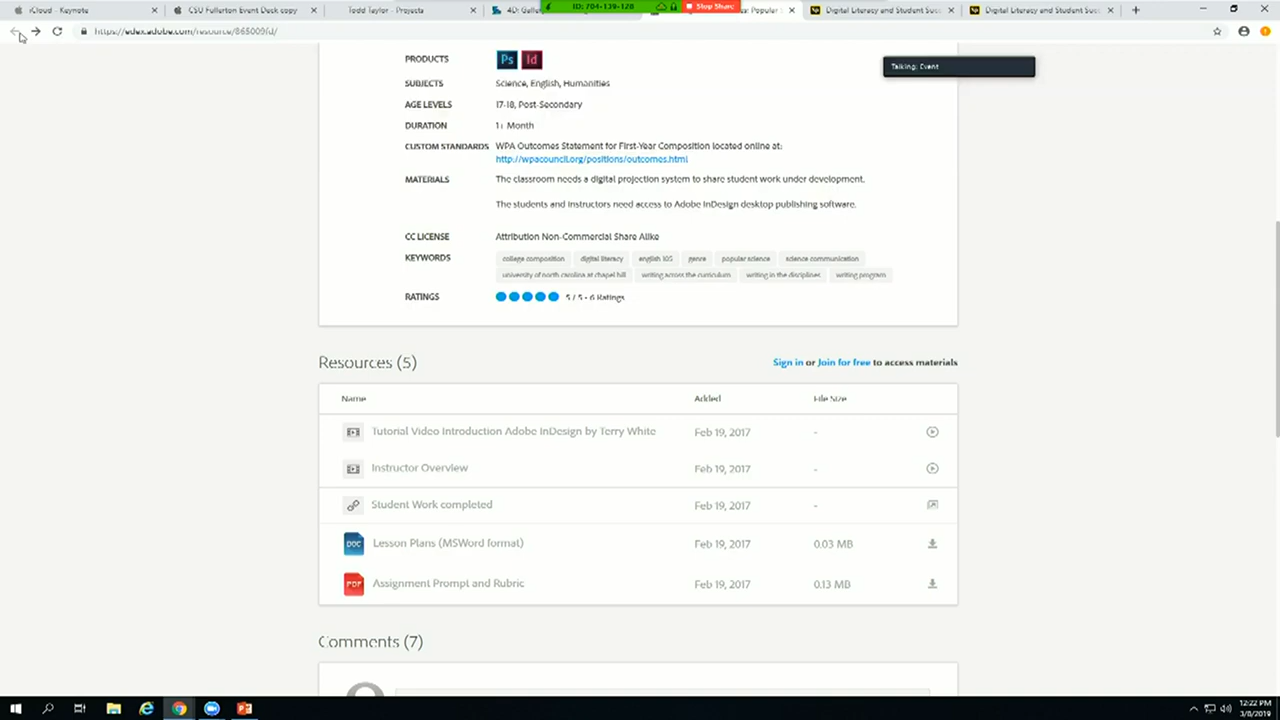 iCloud - Keynote
CSU Fullerton Event Deck copy
Todd Taylor - Projects
4D: Galler
ID: 704-139-120
Stop Share
Popular S
Digital Literacy and Student Succ
Digital Literacy and Student Succ
https://edex.adobe.com/resource/865009fd/
Talking: Event
PRODUCTS Ps Id
SUBJECTS Science, English, Humanities
AGE LEVELS 17-18, Post-Secondary
DURATION 1+ Month
CUSTOM STANDARDS WPA Outcomes Statement for First-Year Composition located online at:
http://wpacouncil.org/positions/outcomes.html
MATERIALS The classroom needs a digital projection system to share student work under development.
The students and instructors need access to Adobe InDesign desktop publishing software.
CC LICENSE Attribution Non-Commercial Share Alike
KEYWORDS college composition digital literacy english 105 genre popular science science communication
university of north carolina at chapel hill writing across the curriculum writing in the disciplines writing program
RATINGS 5 / 5 - 6 Ratings
Resources (5) Sign in or Join for free to access materials
Name Added File Size
Tutorial Video Introduction Adobe InDesign by Terry White Feb 19, 2017 -
Instructor Overview Feb 19, 2017 -
Student Work completed Feb 19, 2017 -
DOC Lesson Plans (MSWord format) Feb 19, 2017 0.03 MB
PDF Assignment Prompt and Rubric Feb 19, 2017 0.13 MB
Comments (7)
12:22 PM
3/8/2019